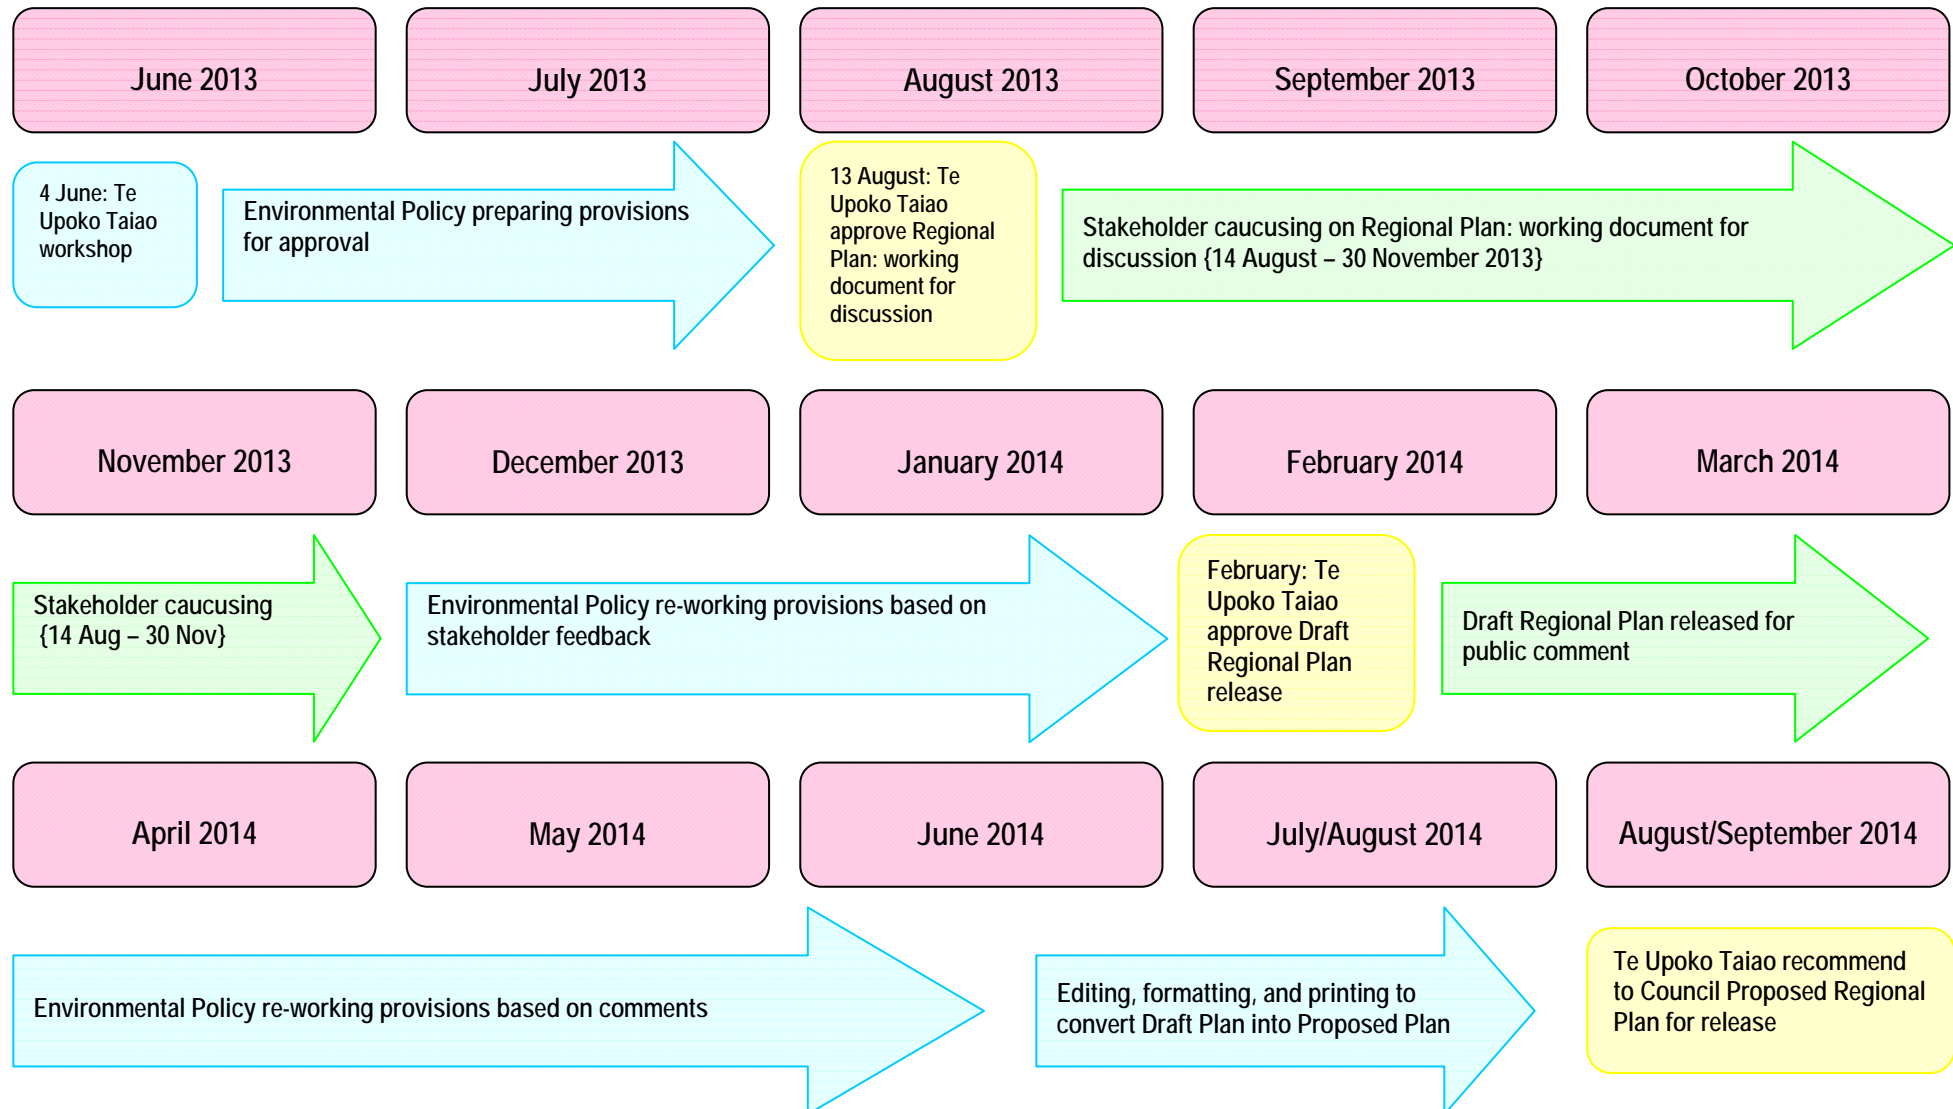 June 2013
July 2013
August 2013
September 2013
October 2013
4 June: Te
Upoko Taiao
workshop
Environmental Policy preparing provisions
for approval
13 August: Te
Upoko Taiao
approve Regional
Plan: working
document for
discussion
Stakeholder caucusing on Regional Plan: working document for
discussion {14 August – 30 November 2013}
November 2013
December 2013
January 2014
February 2014
March 2014
Stakeholder caucusing
{14 Aug – 30 Nov}
Environmental Policy re-working provisions based on
stakeholder feedback
February: Te
Upoko Taiao
approve Draft
Regional Plan
release
Draft Regional Plan released for
public comment
April 2014
May 2014
June 2014
July/August 2014
August/September 2014
Environmental Policy re-working provisions based on comments
Editing, formatting, and printing to
convert Draft Plan into Proposed Plan
Te Upoko Taiao recommend
to Council Proposed Regional
Plan for release